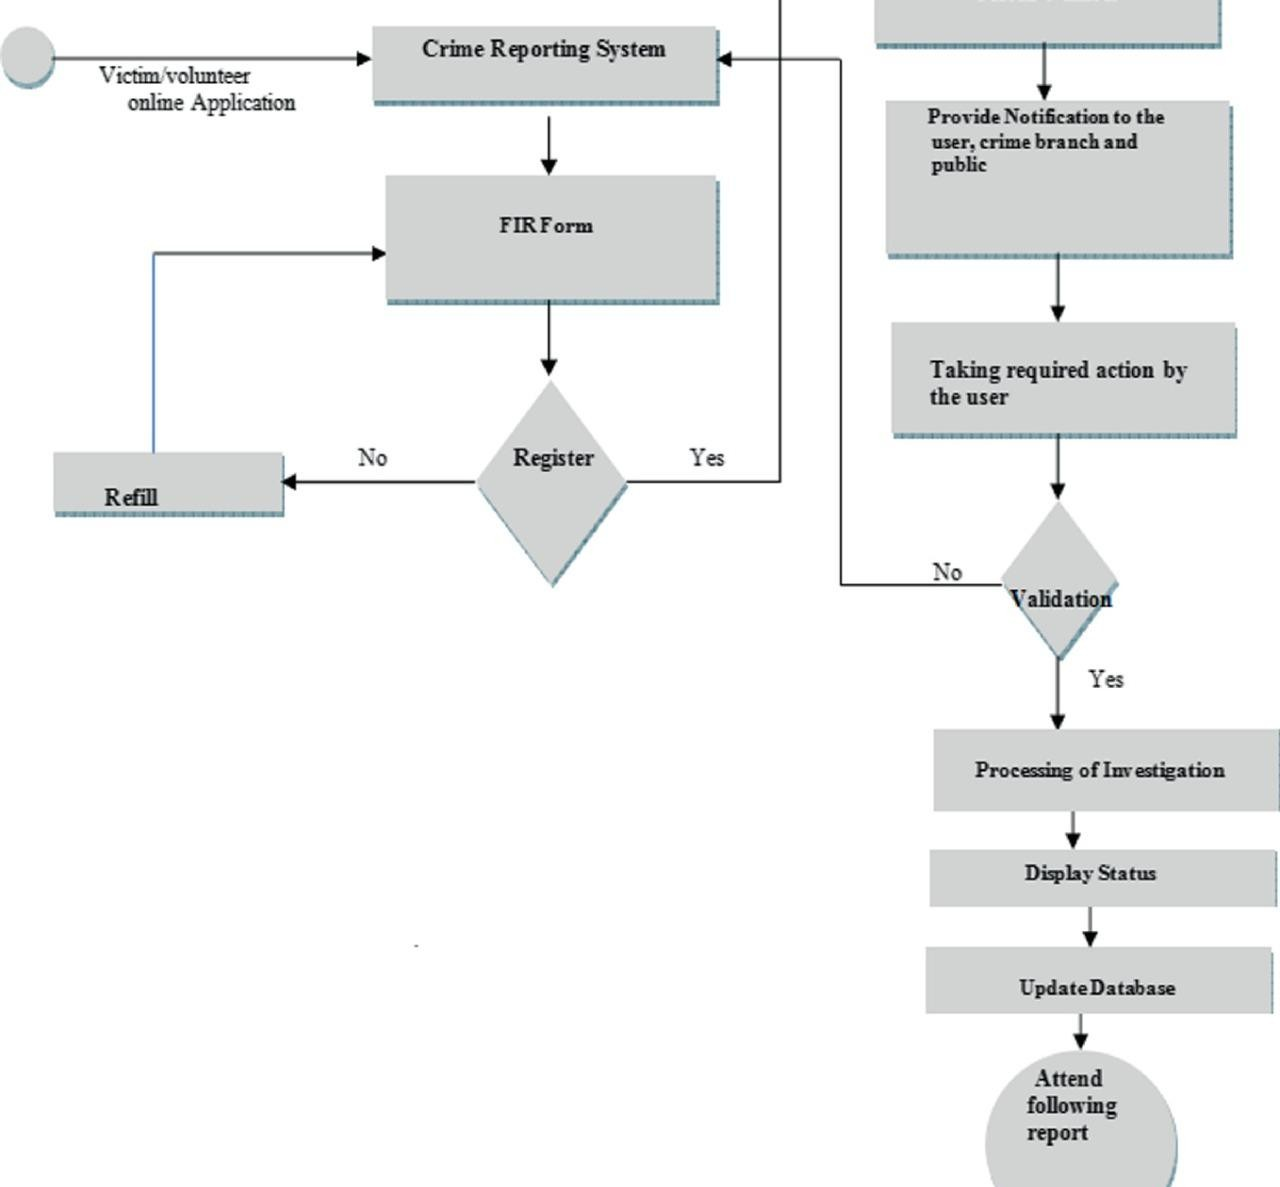 Crime Reporting System
Victim/volunteer
online Application
FIR Form
Register
No
Yes
Refill
Provide Notification to the
user, crime branch and
public
Taking required action by
the user
Validation
No
Yes
Processing of Investigation
Display Status
Update Database
Attend
following
report